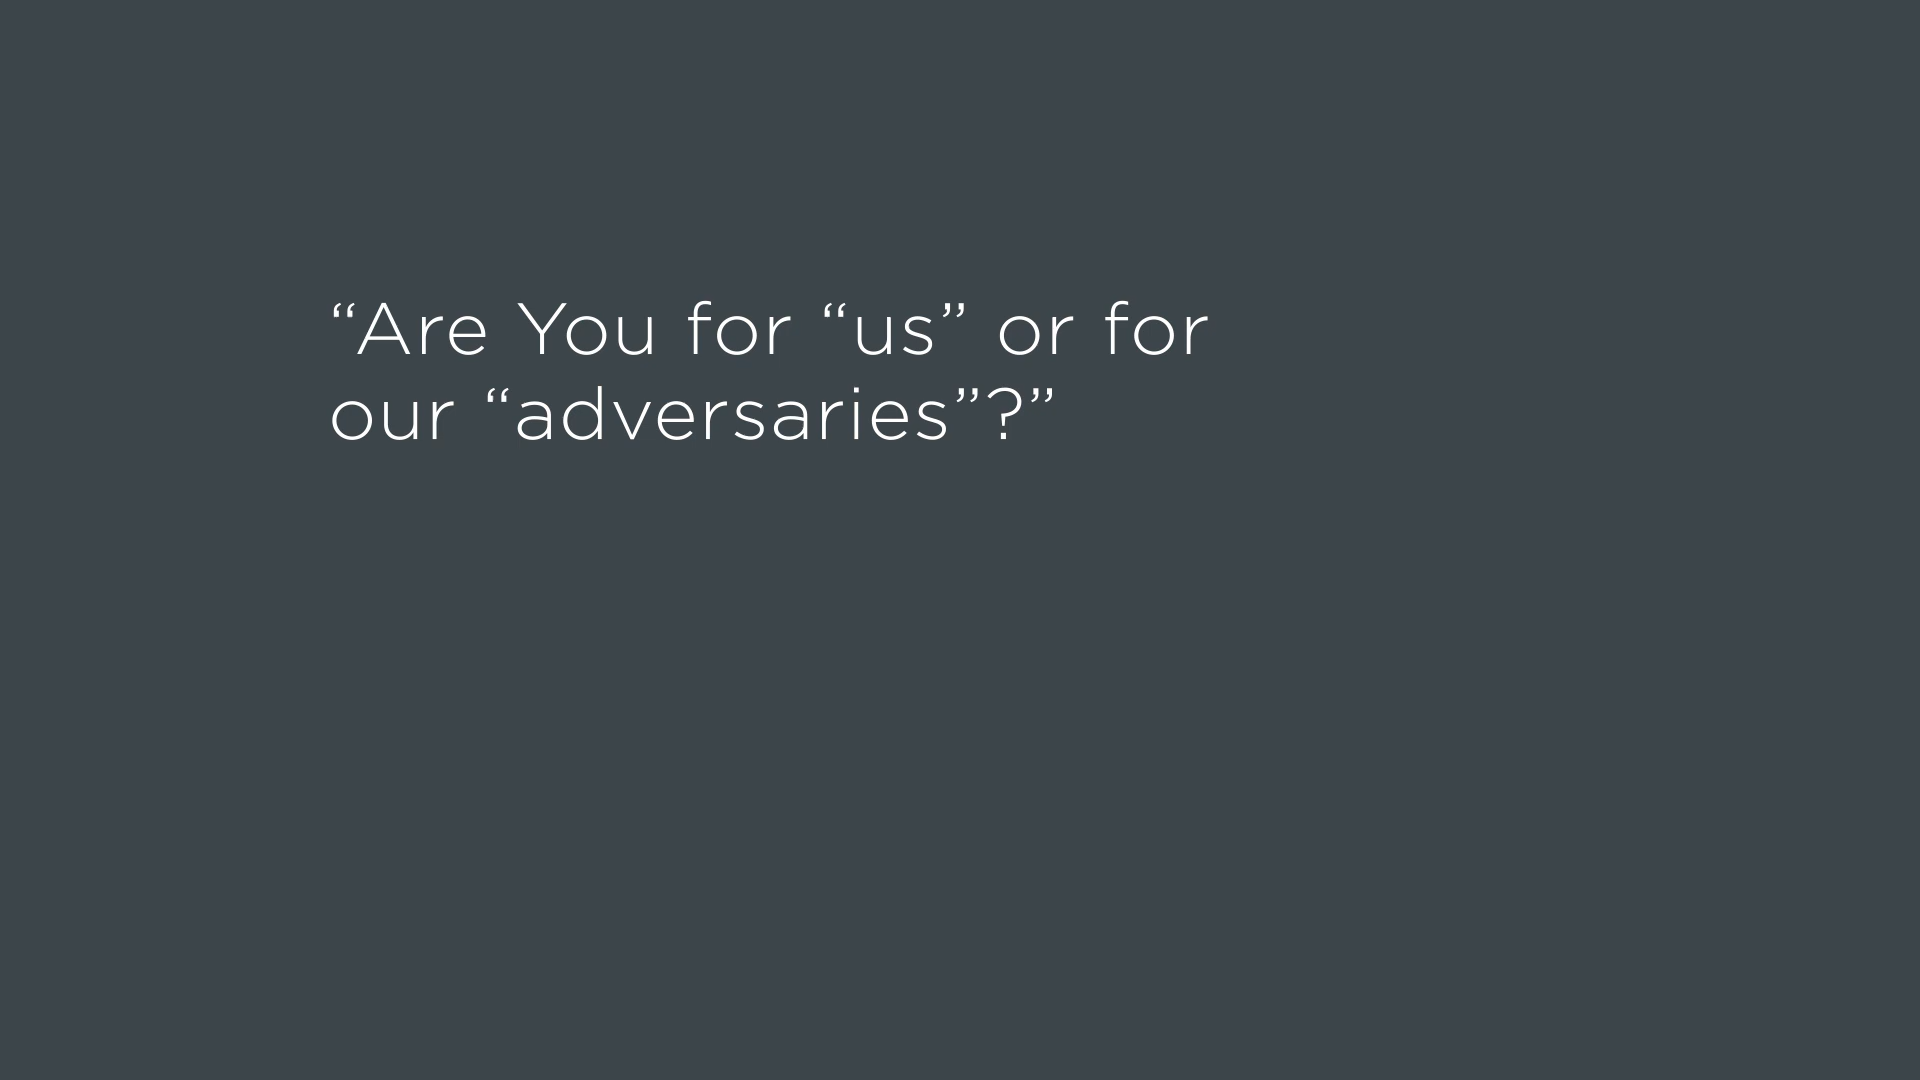 “Are You for “us” or for
our “adversaries”?”